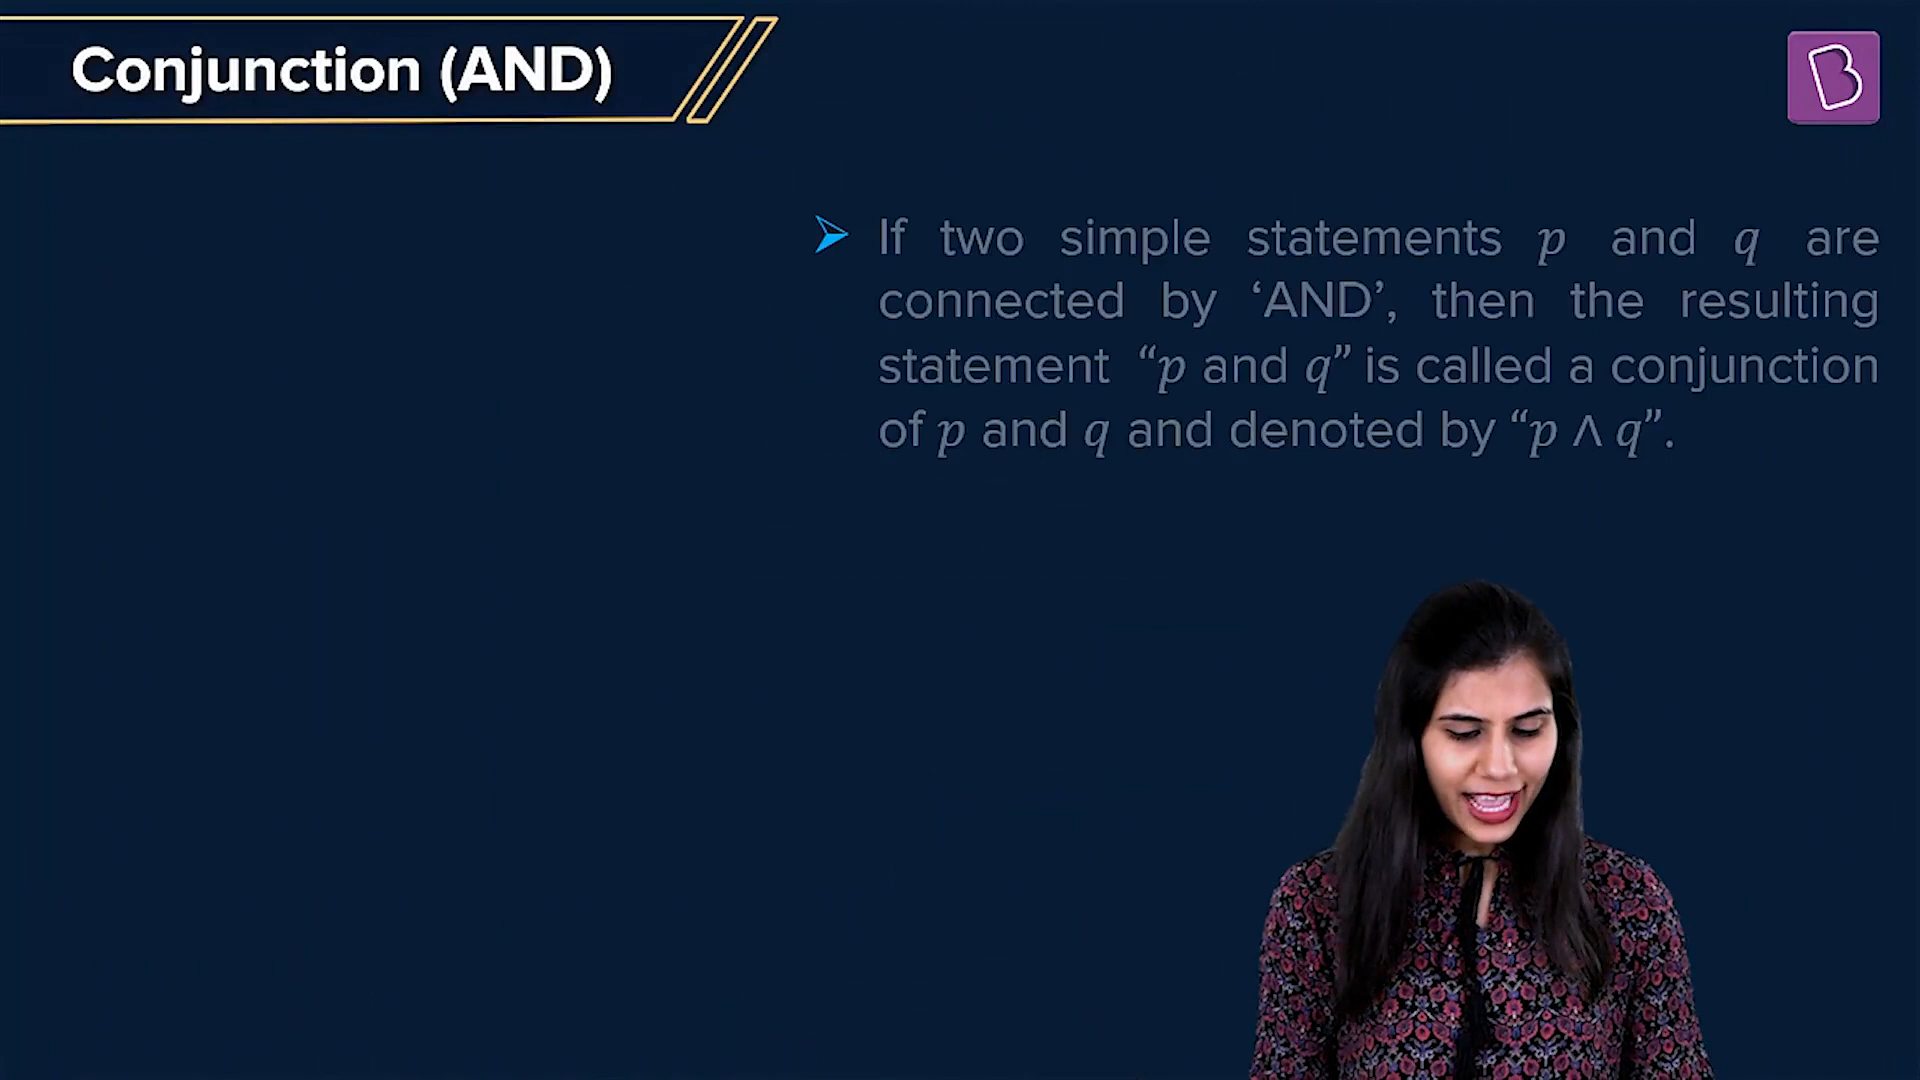 Conjunction (AND)
If two simple statements p and q are
connected by ‘AND’, then the resulting
statement “p and q” is called a conjunction
of p and q and denoted by “p ∧ q”.